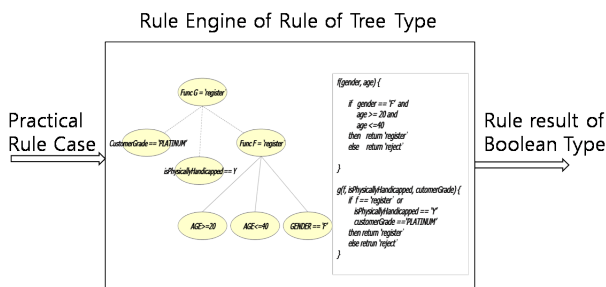 Rule Engine of Rule of Tree Type
Practical
Rule Case
Func G = 'register'
CustomerGrade == "PLATINUM"
isPhysicallyHandicapped == Y
Func F = 'register'
AGE>=20
AGE<=40
GENDER == 'F'
f(gender, age) {
if gender == 'F' and
age >= 20 and
age <=40
then return 'register'
else return 'reject'
}
g(f, isPhysicallyHandicapped, cutomerGrade) {
if f == 'register' or
isPhysicallyHandicapped == "Y"
customerGrade =="PLATINUM"
then return 'register'
else retrun 'reject'
}
Rule result of
Boolean Type